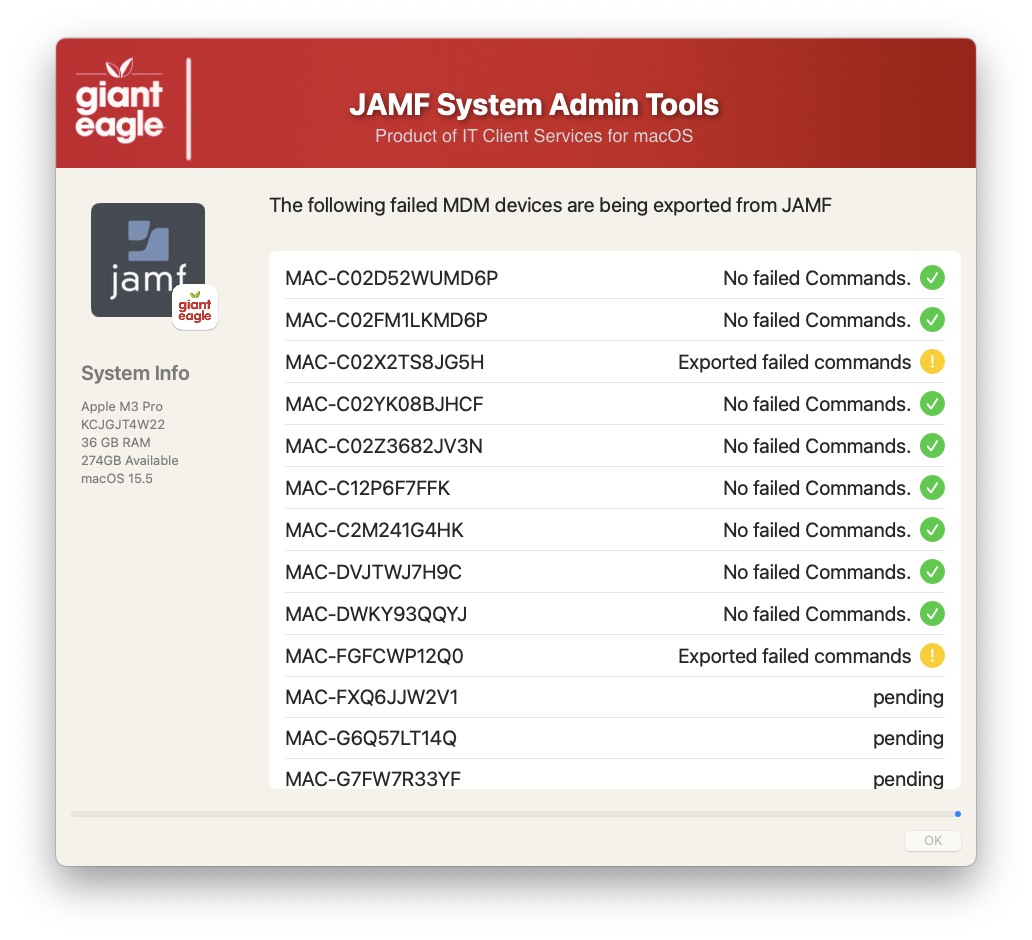 giant
eagle
JAMF System Admin Tools
Product of IT Client Services for macOS
The following failed MDM devices are being exported from JAMF
jamf
giant
eagle
System Info
Apple M3 Pro
KCJGJT4W22
36 GB RAM
274GB Available
macOS 15.5
MAC-C02D52WUMD6P No failed Commands.
MAC-C02FM1LKMD6P No failed Commands.
MAC-C02X2TS8JG5H Exported failed commands
MAC-C02YK08BJHCF No failed Commands.
MAC-C02Z3682JV3N No failed Commands.
MAC-C12P6F7FFK No failed Commands.
MAC-C2M241G4HK No failed Commands.
MAC-DVJTWJ7H9C No failed Commands.
MAC-DWKY93QQYJ No failed Commands.
MAC-FGFCWP12Q0 Exported failed commands
MAC-FXQ6JJW2V1 pending
MAC-G6Q57LT14Q pending
MAC-G7FW7R33YF pending
OK